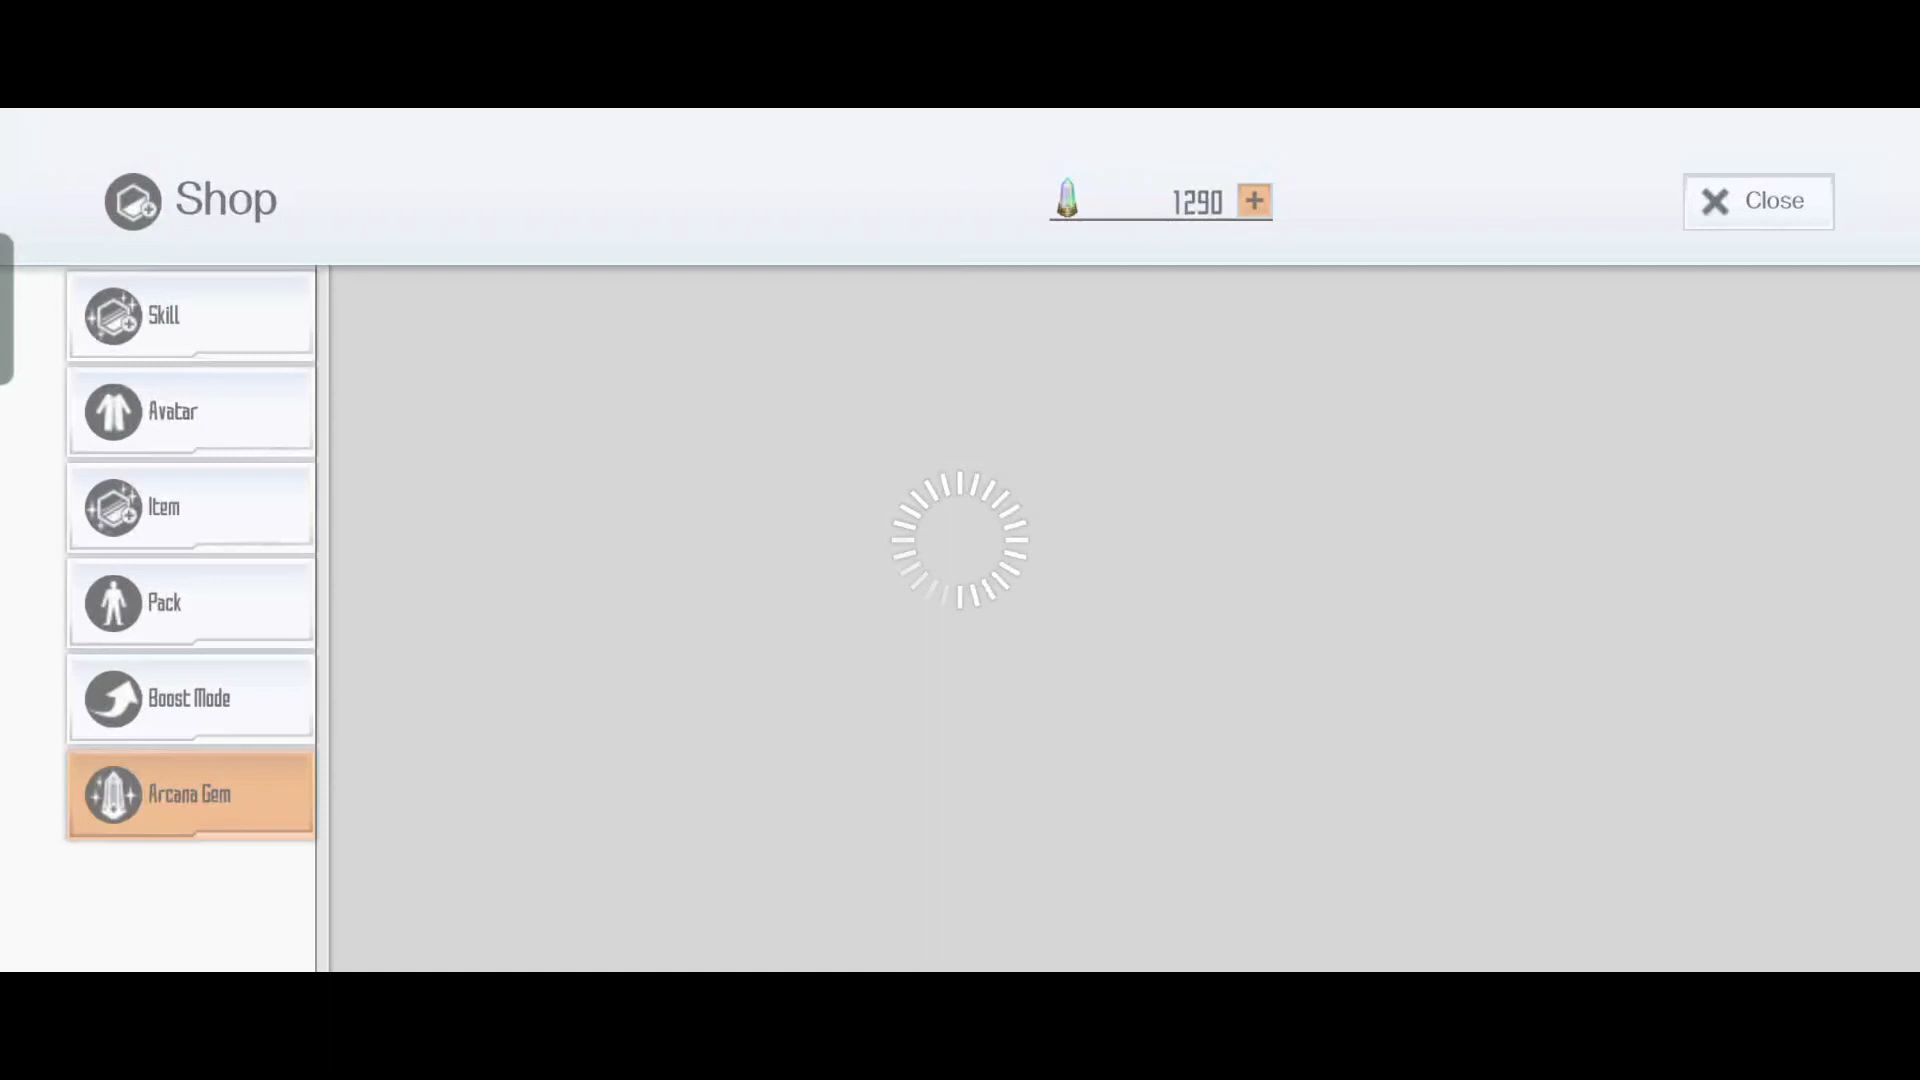 Shop
1290
Close
Skill
Avatar
Item
Pack
Boost Mode
Arcana Gem